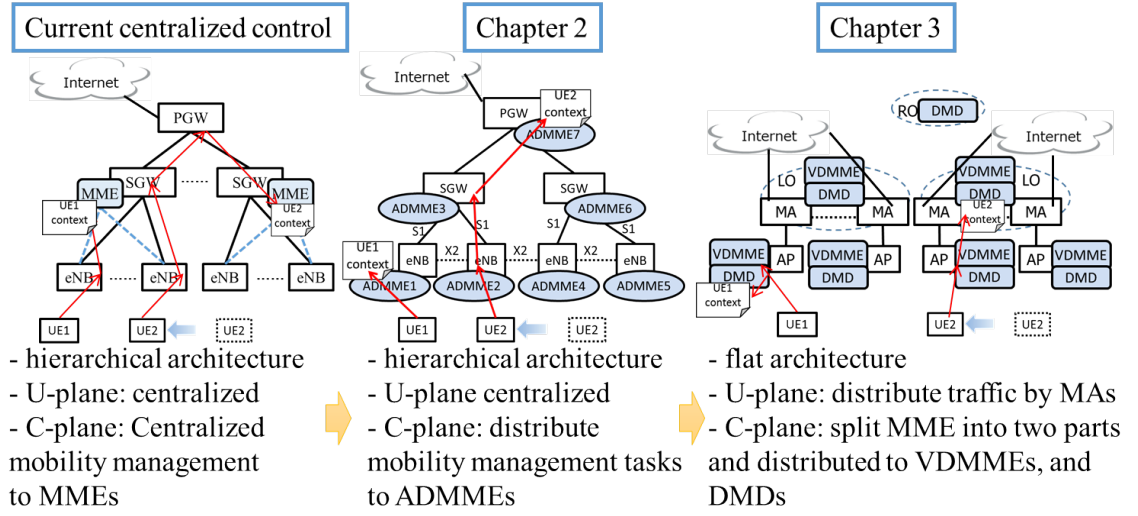 Current centralized control
Chapter 2
Chapter 3
Internet
PGW
SGW
SGW
MME
MME
UE1
context
UE2
context
eNB
eNB
eNB
eNB
UE1
UE2
UE2
- hierarchical architecture
- U-plane: centralized
- C-plane: Centralized
mobility management
to MMEs
Internet
PGW
UE2
context
ADMME7
SGW
SGW
ADMME3
ADMME6
S1
S1
S1
S1
UE1
context
eNB
X2
eNB
X2
eNB
X2
eNB
ADMME1
ADMME2
ADMME4
ADMME5
UE1
UE2
UE2
- hierarchical architecture
- U-plane centralized
- C-plane: distribute
mobility management tasks
to ADMMEs
RO
DMD
Internet
Internet
LO
VDMME
DMD
VDMME
DMD
LO
MA
MA
MA
UE2
context
MA
VDMME
DMD
AP
VDMME
DMD
AP
AP
VDMME
DMD
AP
VDMME
DMD
UE1
context
UE1
UE2
UE2
- flat architecture
- U-plane: distribute traffic by MAs
- C-plane: split MME into two parts
and distributed to VDMMEs, and
DMDs